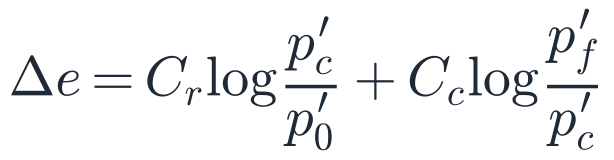 Δe = C_r log p′_c/p′_0 + C_c log p′_f/p′_c